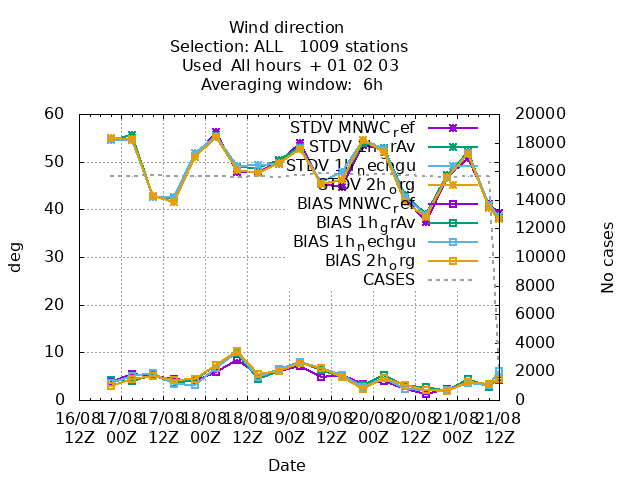 Wind direction
Selection: ALL   1009 stations
Used  All hours  + 01 02 03
Averaging window:  6h
60
50
40
30
20
10
0
20000
18000
16000
14000
12000
10000
8000
6000
4000
2000
0
deg
No cases
STDV MNWC_ref
STDV 1h_grAv
STDV 1h_nechgu
STDV 2h_org
BIAS MNWC_ref
BIAS 1h_grAv
BIAS 1h_nechgu
BIAS 2h_org
CASES
16/08 17/08 17/08 18/08 18/08 19/08 19/08 20/08 20/08 21/08 21/08
12Z 00Z 12Z 00Z 12Z 00Z 12Z 00Z 12Z 00Z 12Z
Date